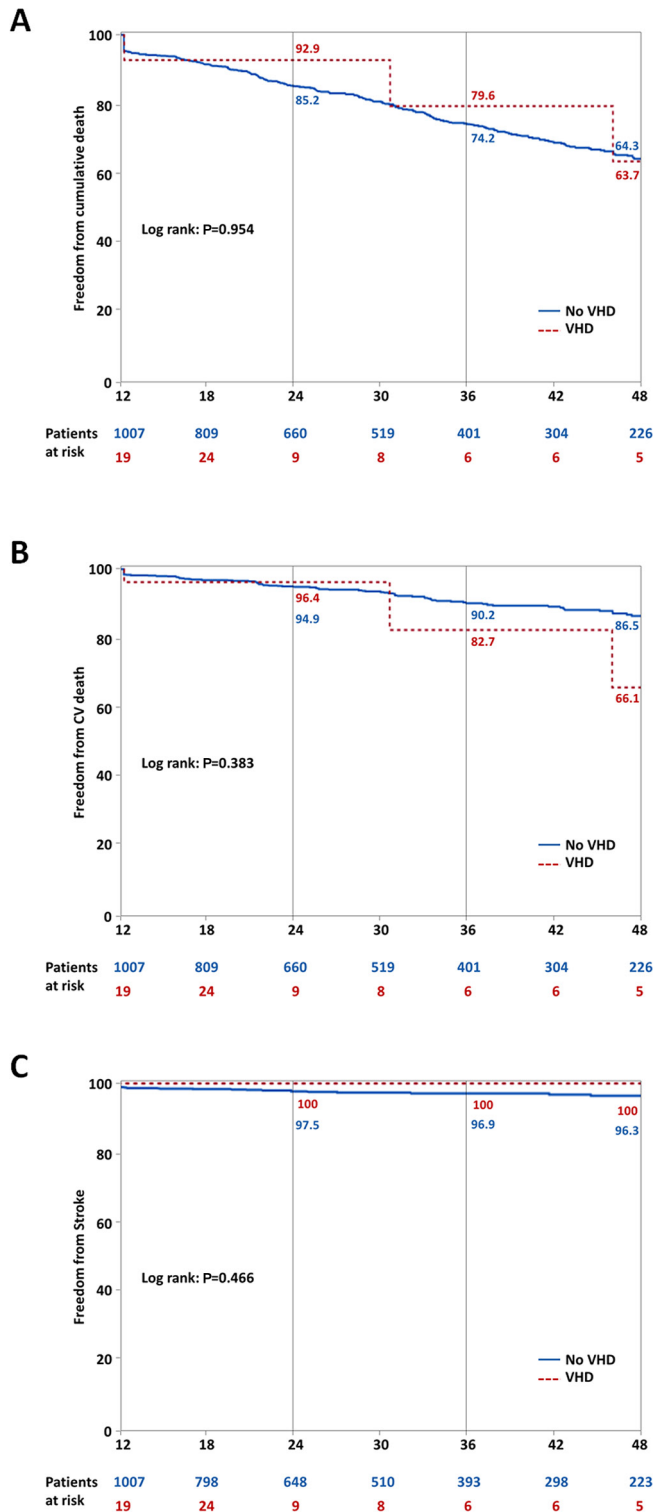 A
Freedom from cumulative death
100
80
60
40
20
0
92.9
85.2
79.6
74.2
64.3
63.7
Log rank: P=0.954
No VHD
VHD
12 18 24 30 36 42 48
Patients at risk
1007 809 660 519 401 304 226
19 24 9 8 6 6 5
B
Freedom from CV death
100
80
60
40
20
0
96.4
94.9
90.2
82.7
86.5
66.1
Log rank: P=0.383
No VHD
VHD
12 18 24 30 36 42 48
Patients at risk
1007 809 660 519 401 304 226
19 24 9 8 6 6 5
C
Freedom from Stroke
100
80
60
40
20
0
100
97.5
100
96.9
100
96.3
Log rank: P=0.466
No VHD
VHD
12 18 24 30 36 42 48
Patients at risk
1007 798 648 510 393 298 223
19 24 9 8 6 6 5